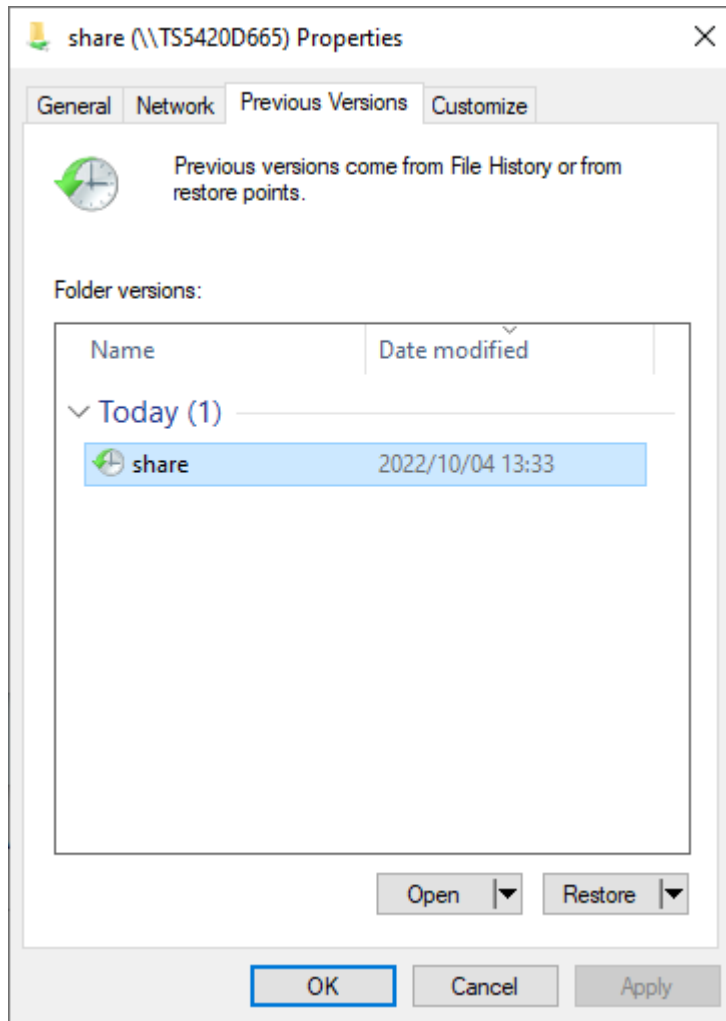 share (\\TS5420D665) Properties
General Network Previous Versions Customize
Previous versions come from File History or from
restore points.
Folder versions:
Name Date modified
Today (1)
share 2022/10/04 13:33
Open Restore
OK Cancel Apply